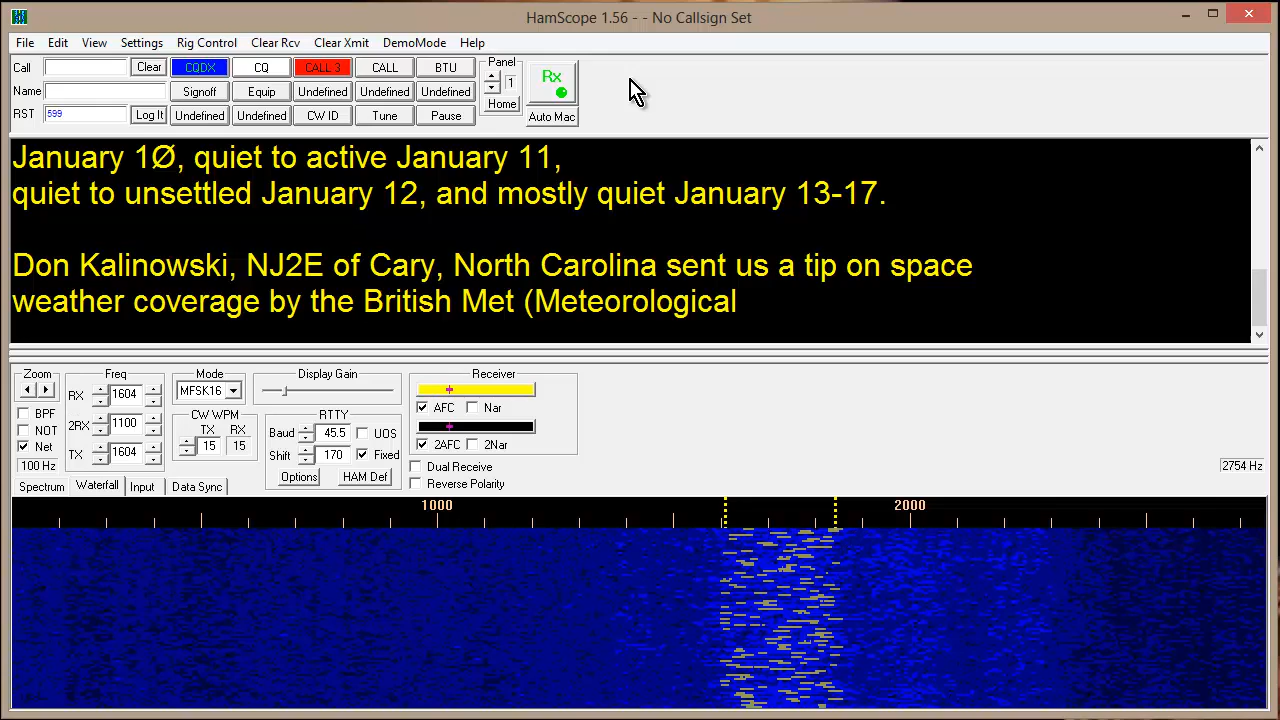 HamScope 1.56 - - No Callsign Set
File Edit View Settings Rig Control Clear Rcv Clear Xmit DemoMode Help
Call Clear CQDX CQ CALL 3 CALL BTU Panel 1 Rx
Name Signoff Equip Undefined Undefined Undefined Home
RST 599 Log It Undefined Undefined CW ID Tune Pause Auto Mac
January 1Ø, quiet to active January 11,
quiet to unsettled January 12, and mostly quiet January 13-17.
Don Kalinowski, NJ2E of Cary, North Carolina sent us a tip on space
weather coverage by the British Met (Meteorological
Zoom Freq Mode Display Gain Receiver
RX 1604 MFSK16
BPF CW WPM RTTY AFC Nar
NOT 2RX 1100 TX RX Baud 45.5 UOS
Net TX 1604 15 15 Shift 170 Fixed 2AFC 2Nar
100 Hz Dual Receive 2754 Hz
Spectrum Waterfall Input Data Sync Options HAM Def Reverse Polarity
1000 2000